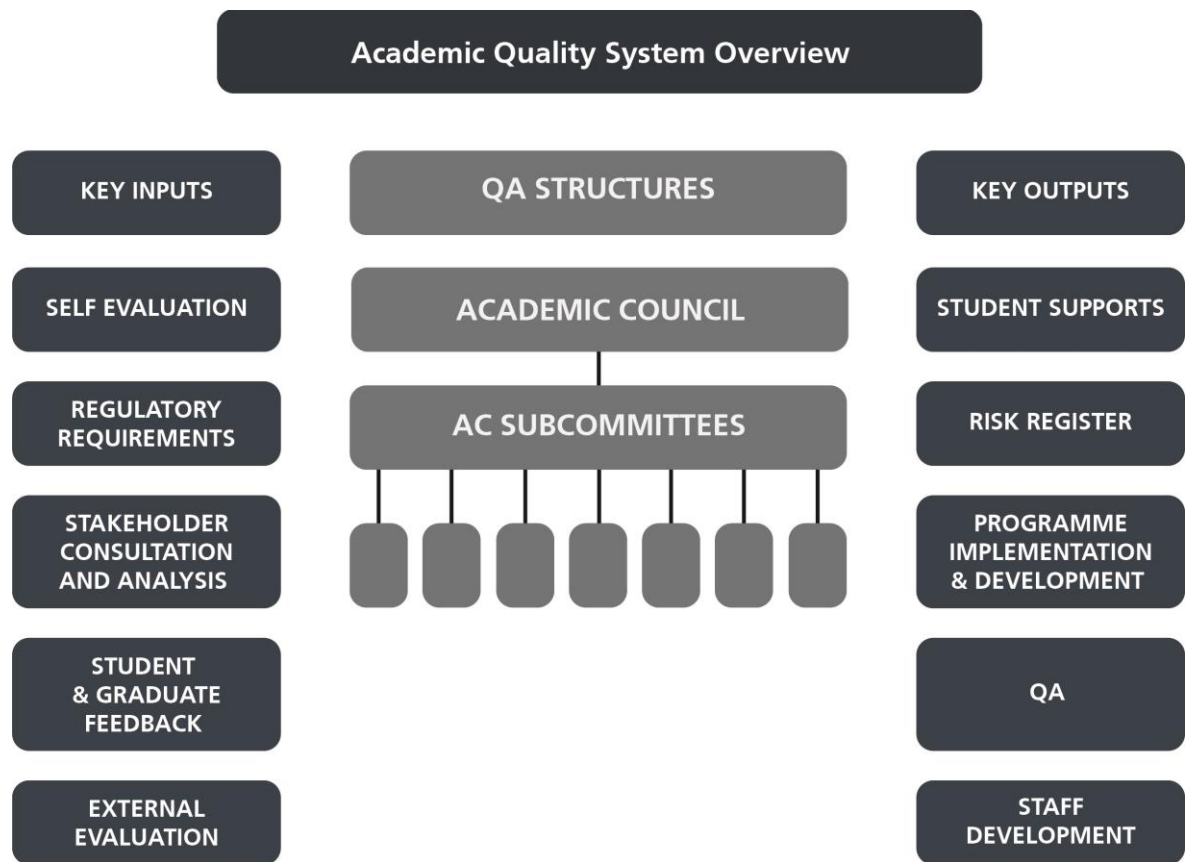 Academic Quality System Overview
KEY INPUTS
SELF EVALUATION
REGULATORY
REQUIREMENTS
STAKEHOLDER
CONSULTATION
AND ANALYSIS
STUDENT
& GRADUATE
FEEDBACK
EXTERNAL
EVALUATION
QA STRUCTURES
ACADEMIC COUNCIL
AC SUBCOMMITTEES
KEY OUTPUTS
STUDENT SUPPORTS
RISK REGISTER
PROGRAMME
IMPLEMENTATION
& DEVELOPMENT
QA
STAFF
DEVELOPMENT